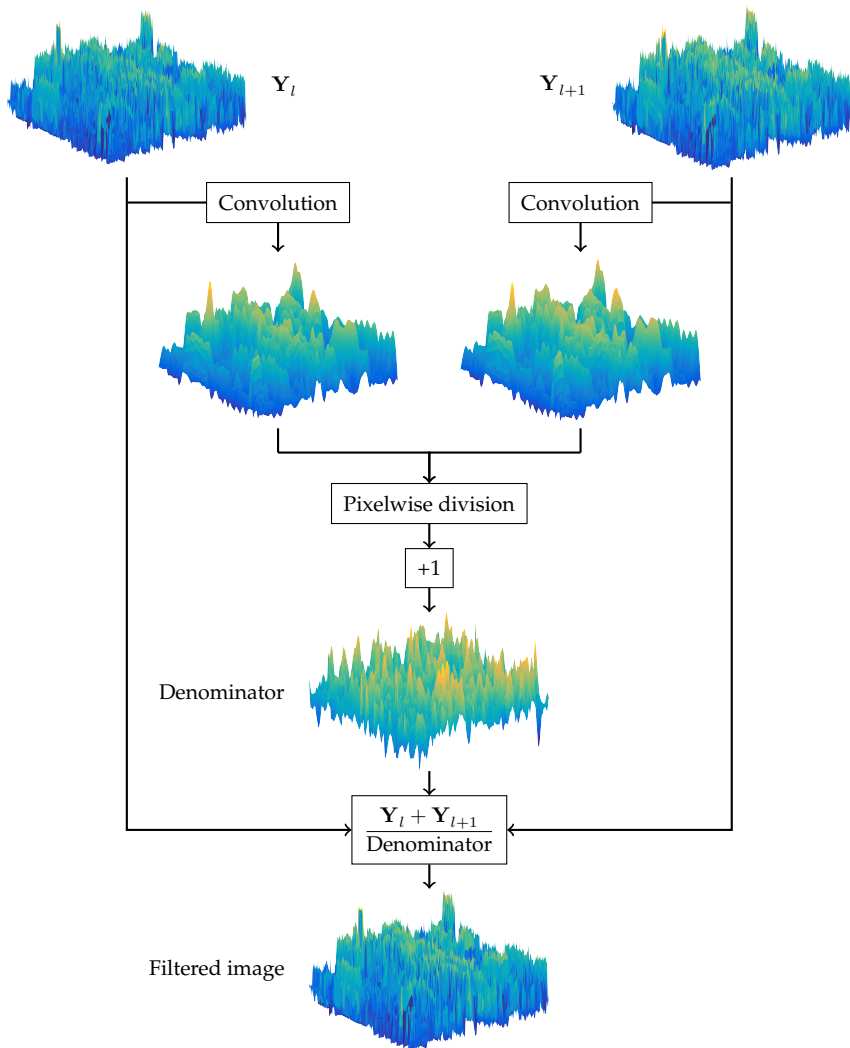 Y_l
Y_{l+1}
Convolution
Convolution
Pixelwise division
+1
Denominator
Y_l + Y_{l+1}
Denominator
Filtered image